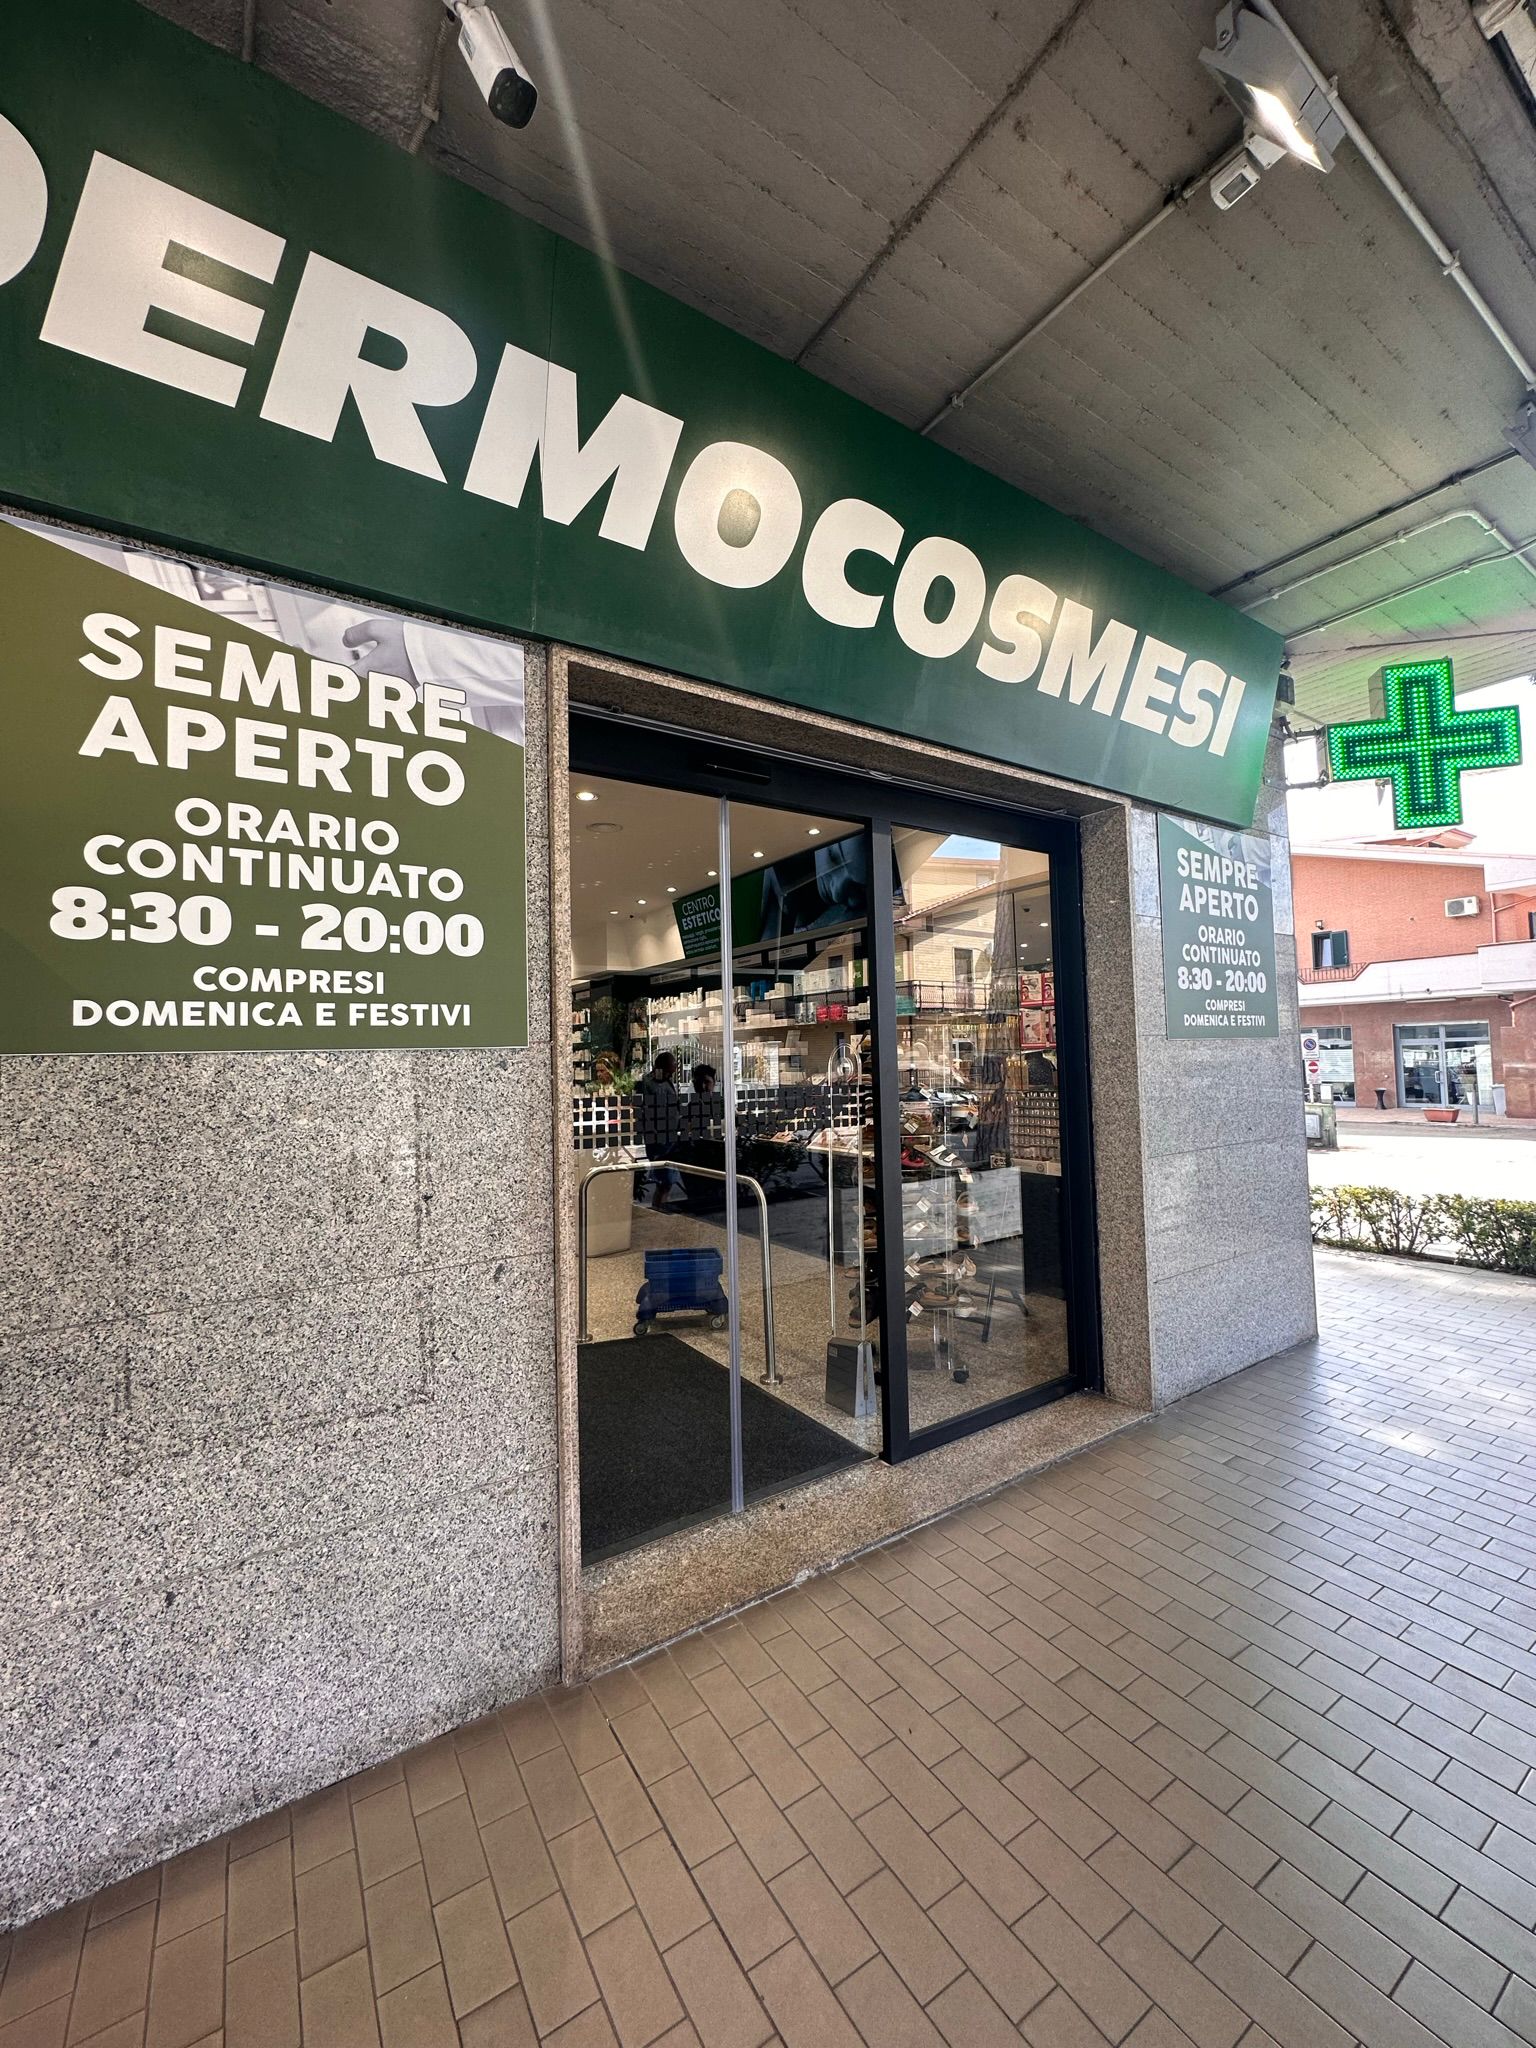 DERMOCOSMESI
SEMPRE
APERTO
ORARIO
CONTINUATO
8:30 - 20:00
COMPRESI
DOMENICA E FESTIVI
CENTRO
ESTETICO
SEMPRE
APERTO
ORARIO
CONTINUATO
8:30 - 20:00
COMPRESI
DOMENICA E FESTIVI